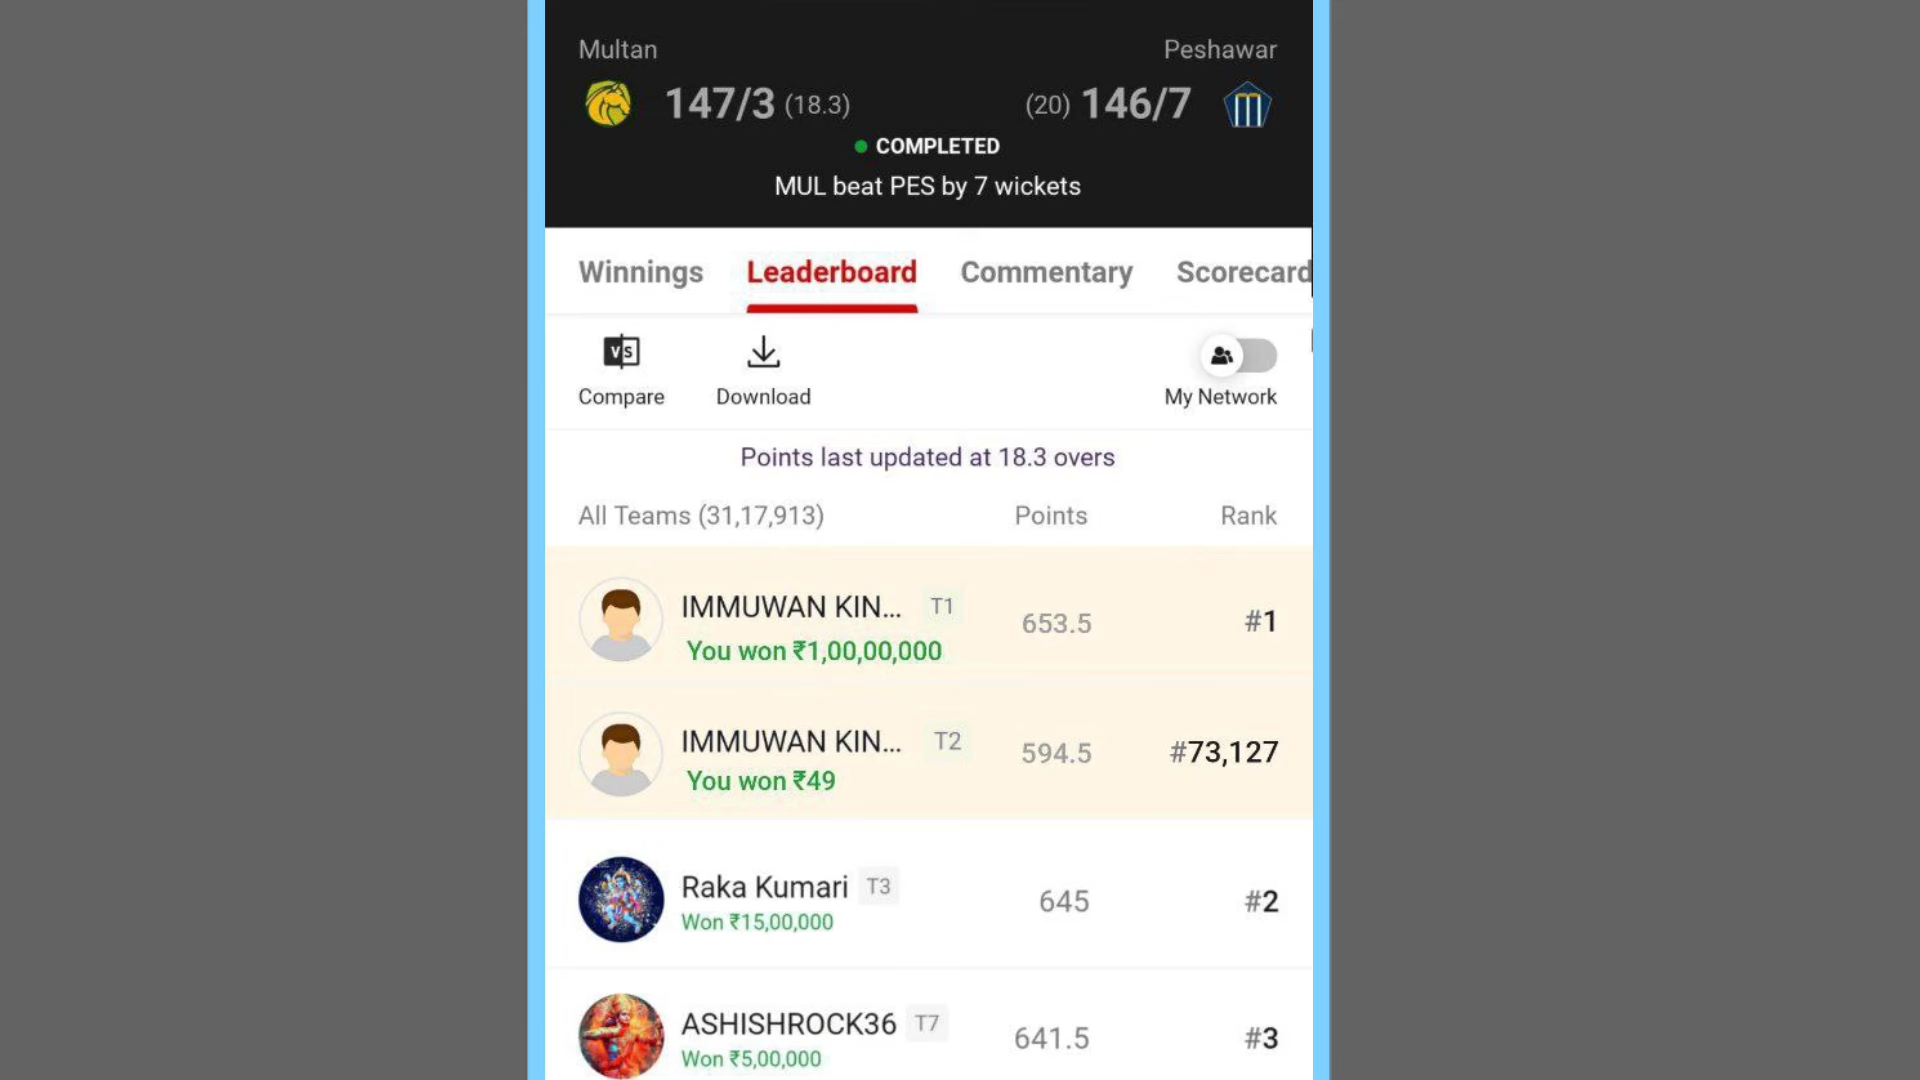 Multan Peshawar
147/3 (18.3) (20) 146/7
COMPLETED
MUL beat PES by 7 wickets
Winnings Leaderboard Commentary Scorecard
VS
Compare Download My Network
Points last updated at 18.3 overs
All Teams (31,17,913) Points Rank
IMMUWAN KIN... T1 653.5 #1
You won ₹1,00,00,000
IMMUWAN KIN... T2 594.5 #73,127
You won ₹49
Raka Kumari T3 645 #2
Won ₹15,00,000
ASHISHROCK36 T7 641.5 #3
Won ₹5,00,000